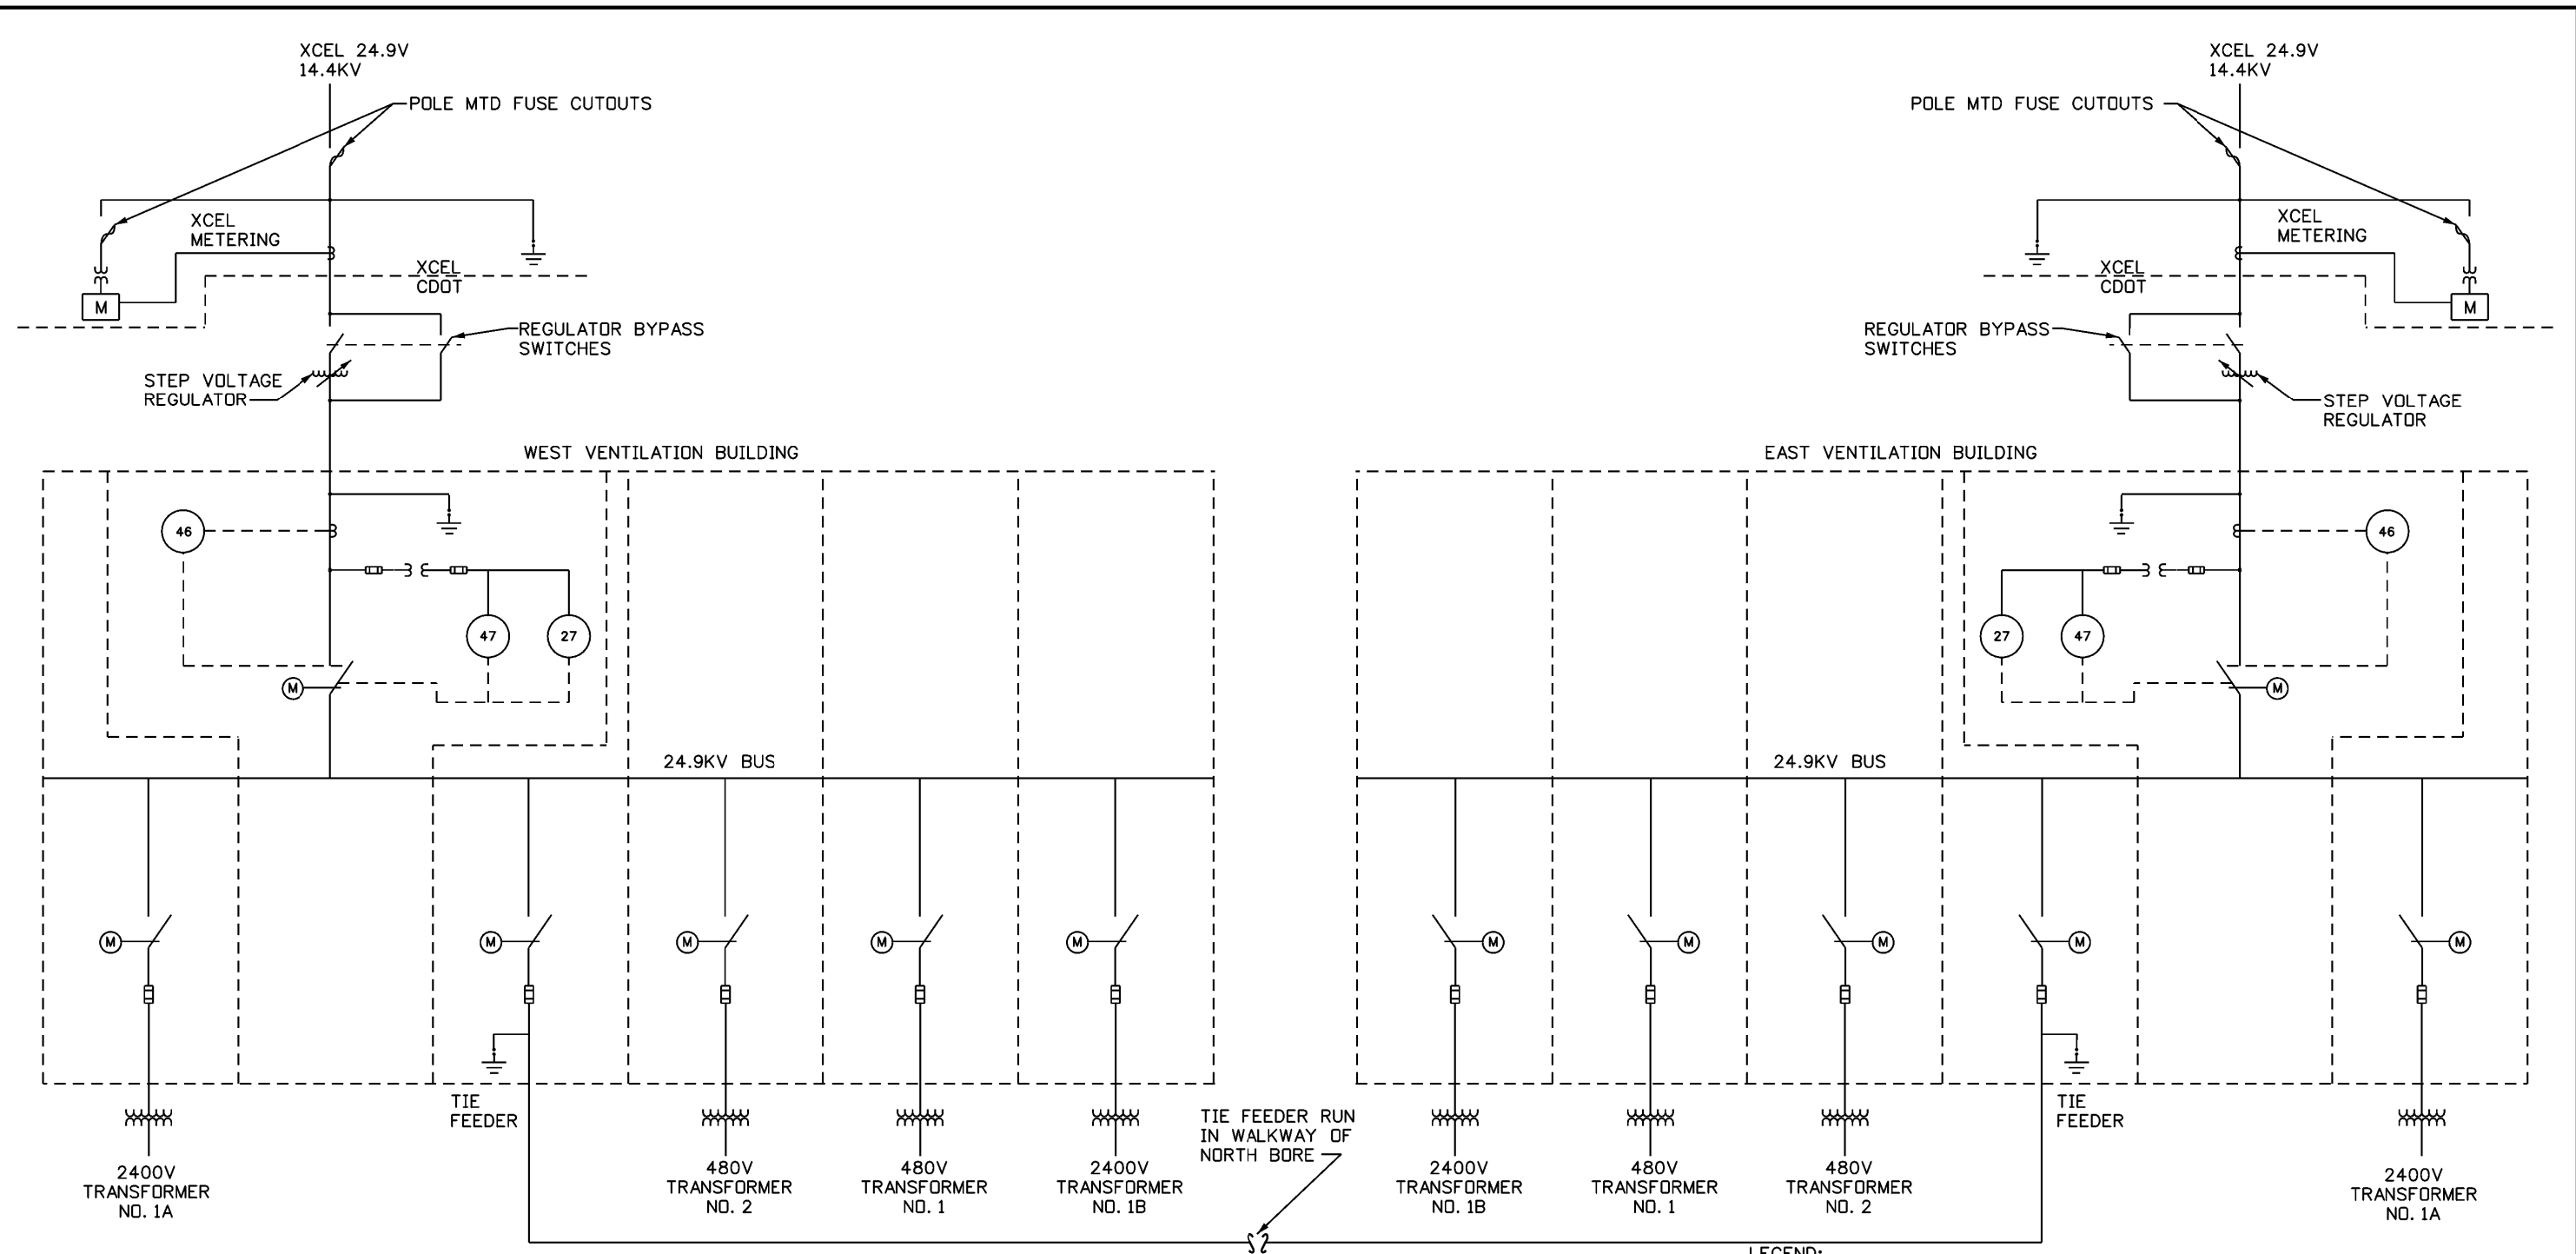 XCEL 24.9V
14.4KV
POLE MTD FUSE CUTOUTS
XCEL
METERING
XCEL
CDOT
M
REGULATOR BYPASS
SWITCHES
STEP VOLTAGE
REGULATOR
WEST VENTILATION BUILDING
46
47
27
M
24.9KV BUS
M
M
M
M
M
TIE
FEEDER
2400V
TRANSFORMER
NO. 1A
480V
TRANSFORMER
NO. 2
480V
TRANSFORMER
NO. 1
2400V
TRANSFORMER
NO. 1B
TIE FEEDER RUN
IN WALKWAY OF
NORTH BORE
XCEL 24.9V
14.4KV
POLE MTD FUSE CUTOUTS
XCEL
METERING
XCEL
CDOT
M
REGULATOR BYPASS
SWITCHES
STEP VOLTAGE
REGULATOR
EAST VENTILATION BUILDING
46
27
47
M
24.9KV BUS
M
M
M
M
M
TIE
FEEDER
2400V
TRANSFORMER
NO. 1B
480V
TRANSFORMER
NO. 1
480V
TRANSFORMER
NO. 2
2400V
TRANSFORMER
NO. 1A
LEGEND: